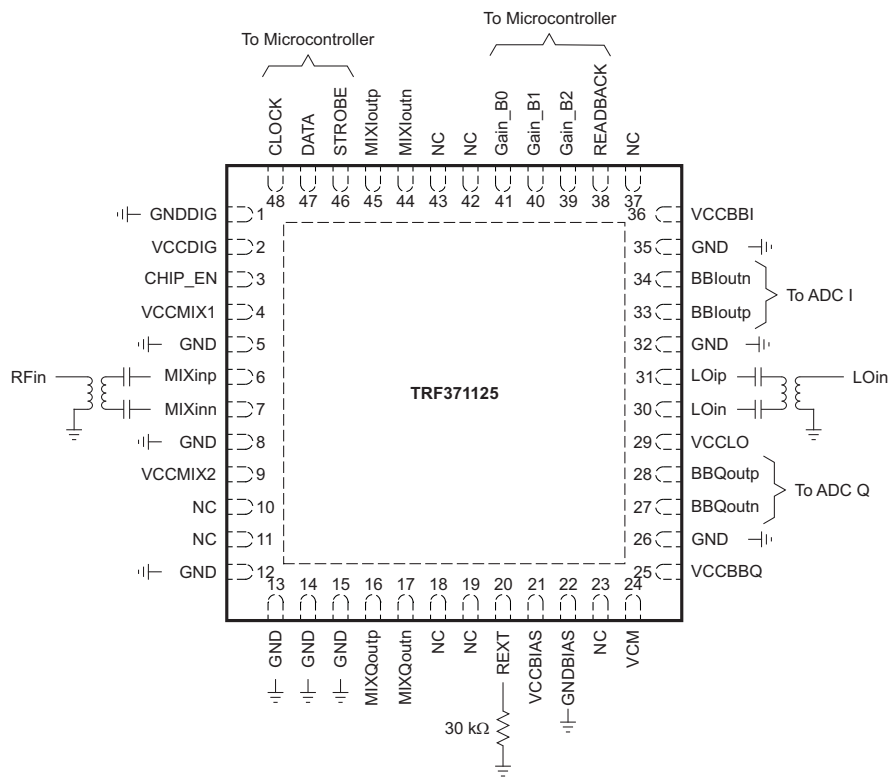 To Microcontroller
To Microcontroller
CLOCK
DATA
STROBE
MIXIoutp
MIXIoutn
NC
NC
Gain_B0
Gain_B1
Gain_B2
READBACK
NC
48 47 46 45 44 43 42 41 40 39 38 37
GNDDIG 1
VCCDIG 2
CHIP_EN 3
VCCMIX1 4
GND 5
RFin
MIXinp 6
MIXinn 7
GND 8
VCCMIX2 9
NC 10
NC 11
GND 12
TRF371125
36 VCCBBI
35 GND
34 BBIoutn
33 BBIoutp
To ADC I
32 GND
31 LOip
LOin
30 LOin
29 VCCLO
28 BBQoutp
27 BBQoutn
To ADC Q
26 GND
25 VCCBBQ
13 14 15 16 17 18 19 20 21 22 23 24
GND
GND
GND
MIXQoutp
MIXQoutn
NC
NC
REXT
VCCBIAS
GNDBIAS
NC
VCM
30 kΩ